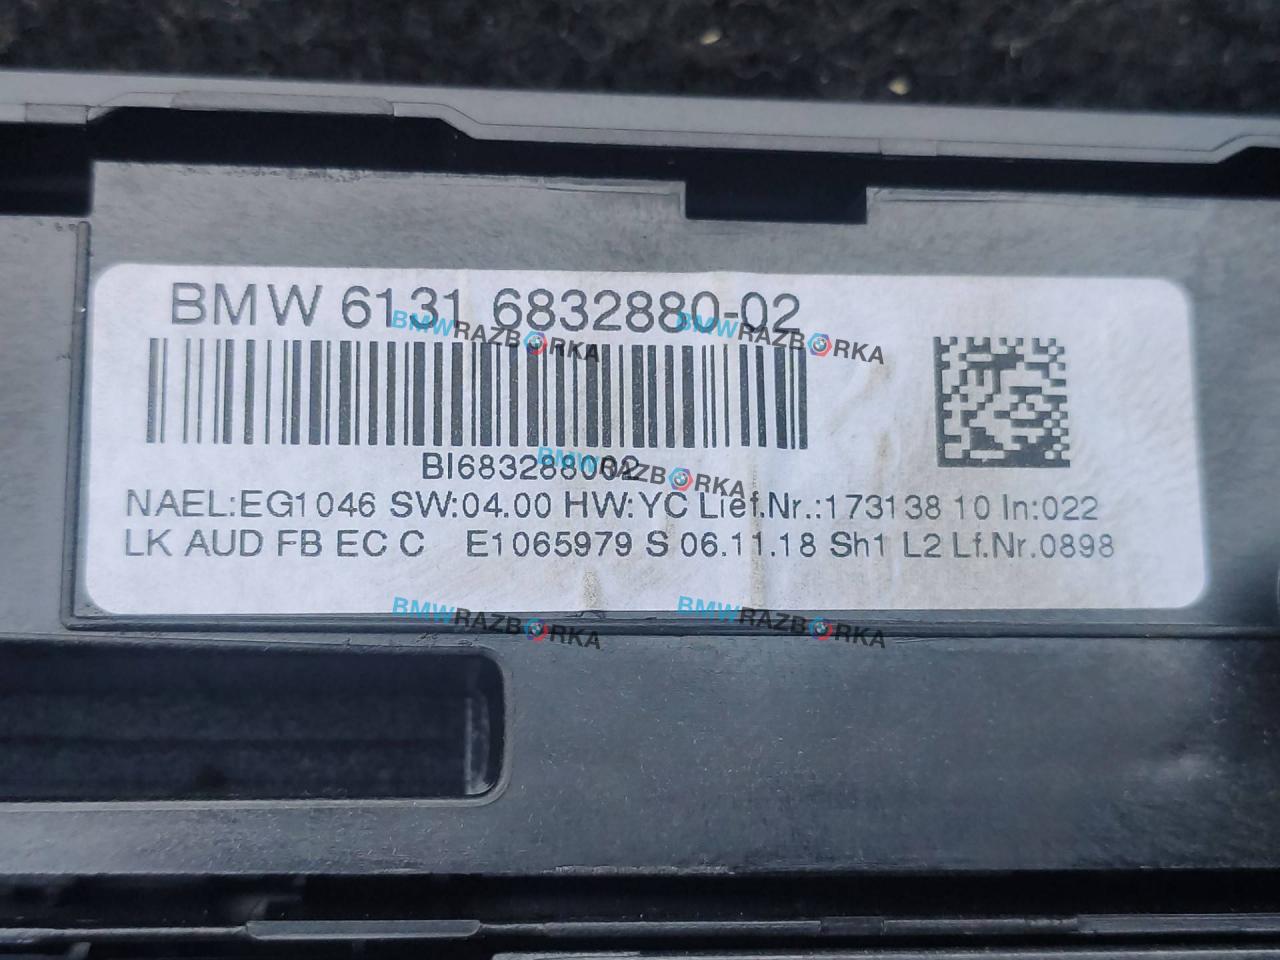 BMW 6131 6832880-02
BMWRAZBORKA
BMWRAZBORKA
BI683288002
BMWRAZBORKA
NAEL:EG1046 SW:04.00 HW:YC Lief.Nr.:173138 10 In:022
LK AUD FB EC C E1065979 S 06.11.18 Sh1 L2 Lf.Nr.0898
BMWRAZBORKA
BMWRAZBORKA